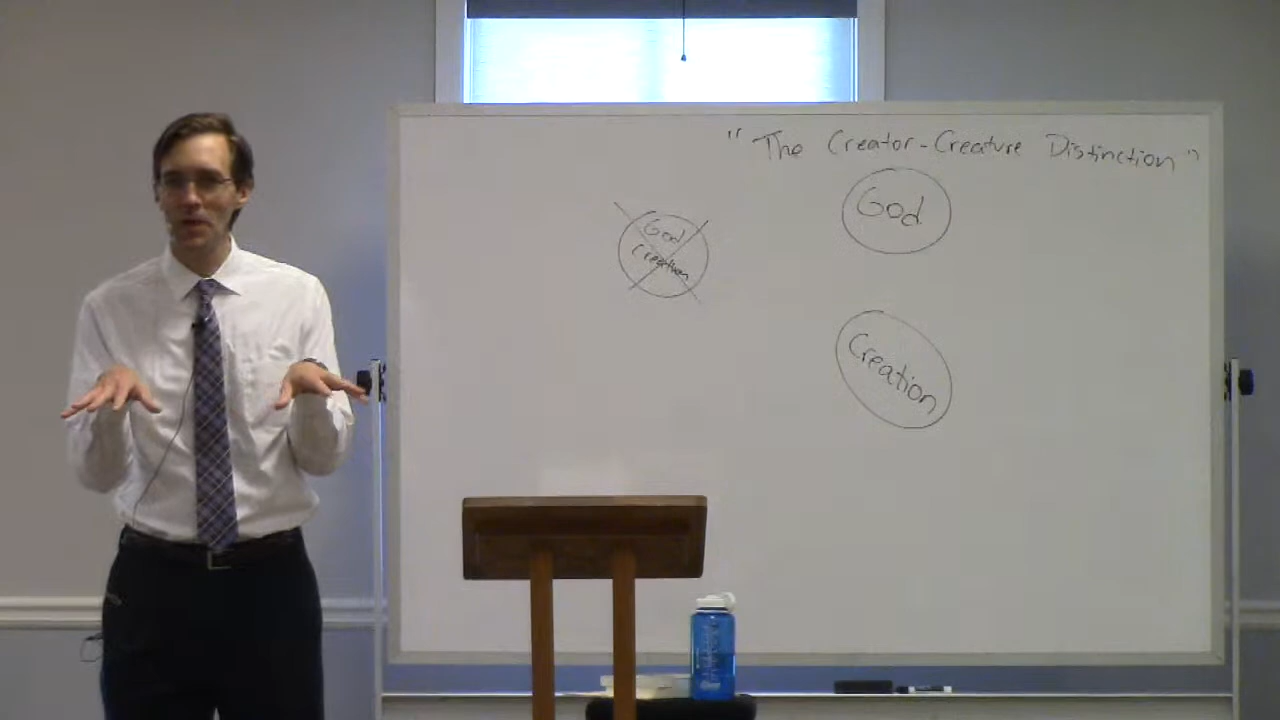 "The Creator-Creature Distinction"
God
God
Creation
Creation